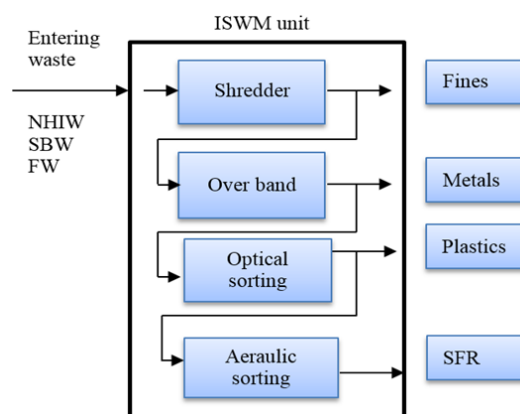 ISWM unit
Entering
waste
NHIW
SBW
FW
Shredder
Fines
Over band
Metals
Optical
sorting
Plastics
Aeraulic
sorting
SFR